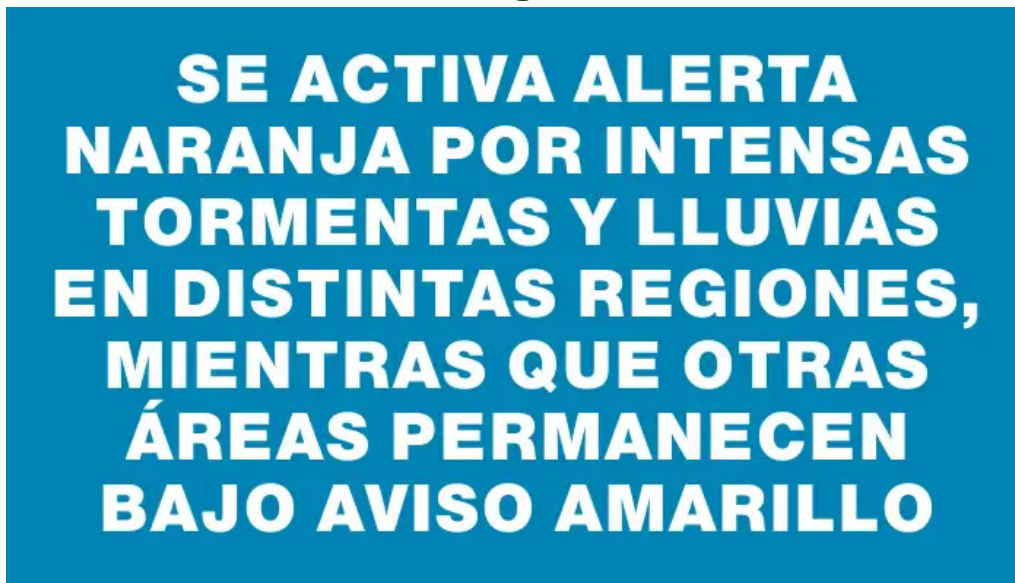 SE ACTIVA ALERTA
NARANJA POR INTENSAS
TORMENTAS Y LLUVIAS
EN DISTINTAS REGIONES,
MIENTRAS QUE OTRAS
ÁREAS PERMANECEN
BAJO AVISO AMARILLO